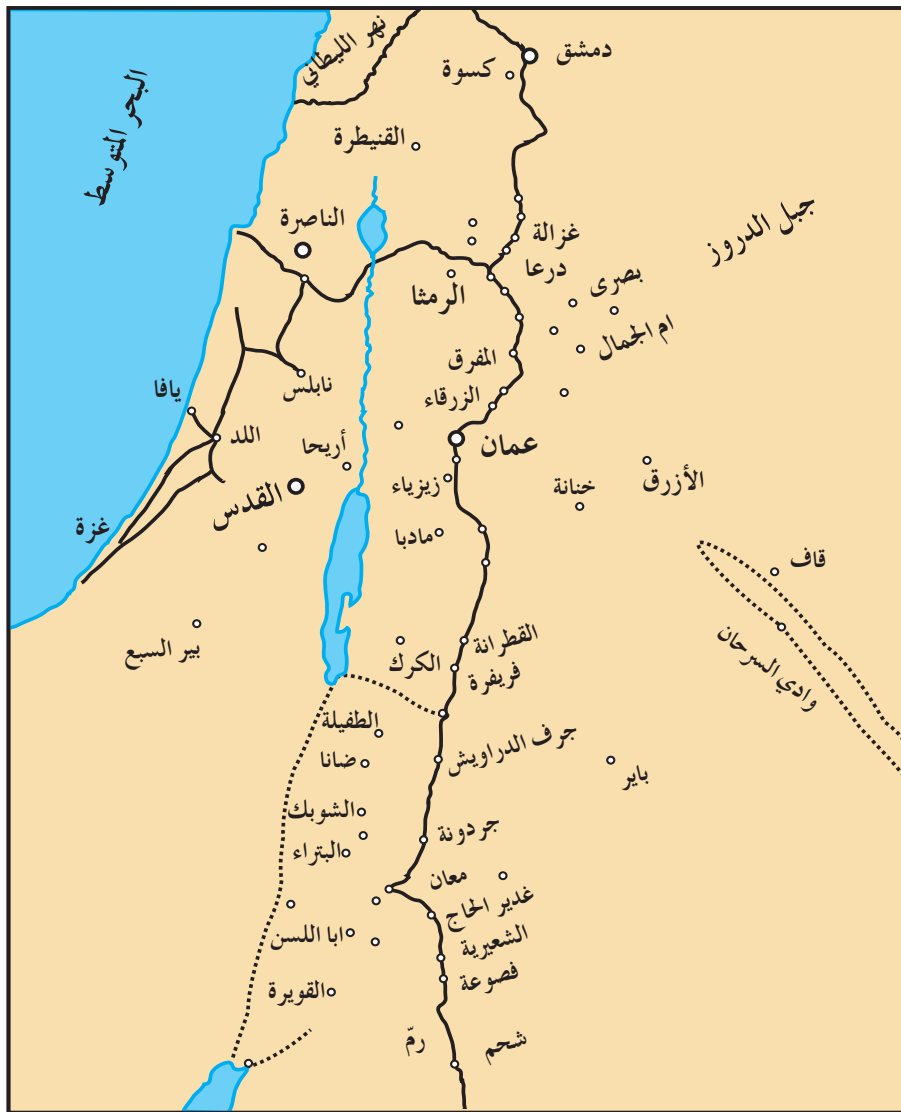 دمشق
نهر الليطاني
كسوة
البحر المتوسط
القنيطرة
جبل الدروز
الناصرة
غزالة
درعا
بصرى
الرمثا
ام الجمال
المفرق
نابلس
الزرقاء
يافا
اللد
عمان
أريحا
الأزرق
زيزياء
خنانة
القدس
غزة
مادبا
قاف
القطرانة
بير السبع
الكرك
فريفرة
وادي السرحان
الطفيلة
جرف الدراويش
ضانا
باير
الشوبك
جردونة
البتراء
معان
غدير الحاج
ابا اللسن
الشعيرية
فصوعة
القويرة
رمّ
شحم